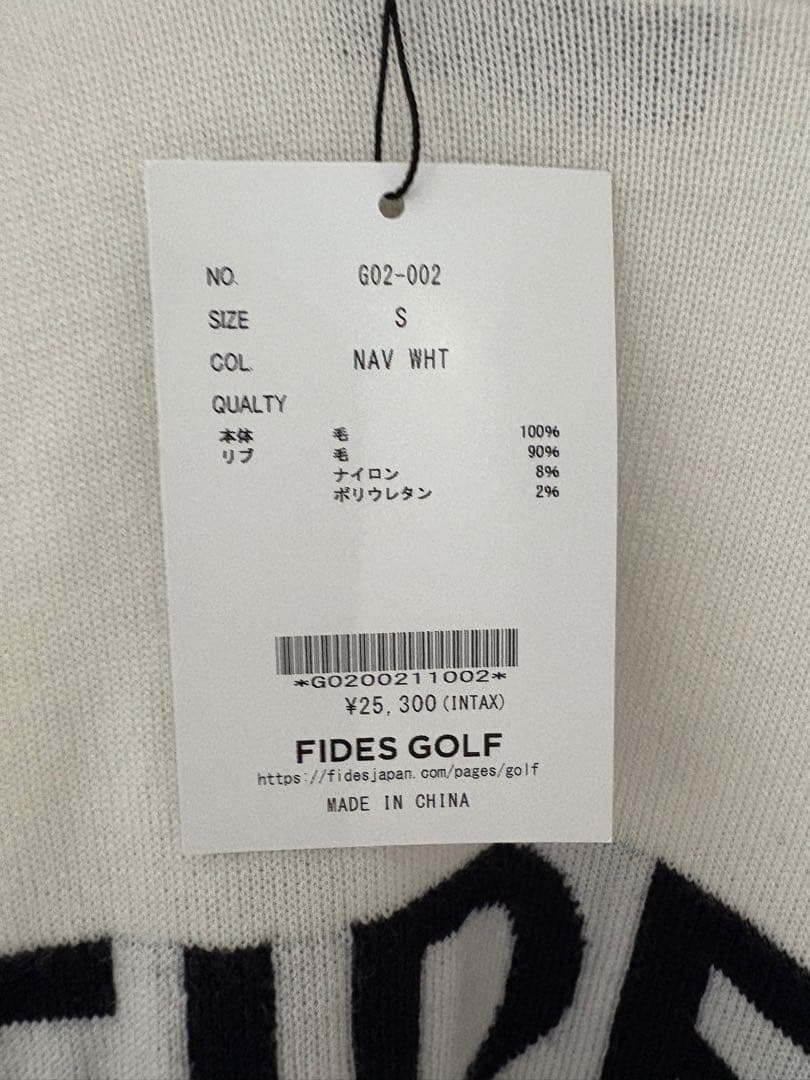 NO. G02-002
SIZE S
COL. NAV WHT
QUALTY
本体 毛 100%
リブ 毛 90%
ナイロン 8%
ポリウレタン 2%
*G0200211002*
¥25,300(INTAX)
FIDES GOLF
https://fidesjapan.com/pages/golf
MADE IN CHINA